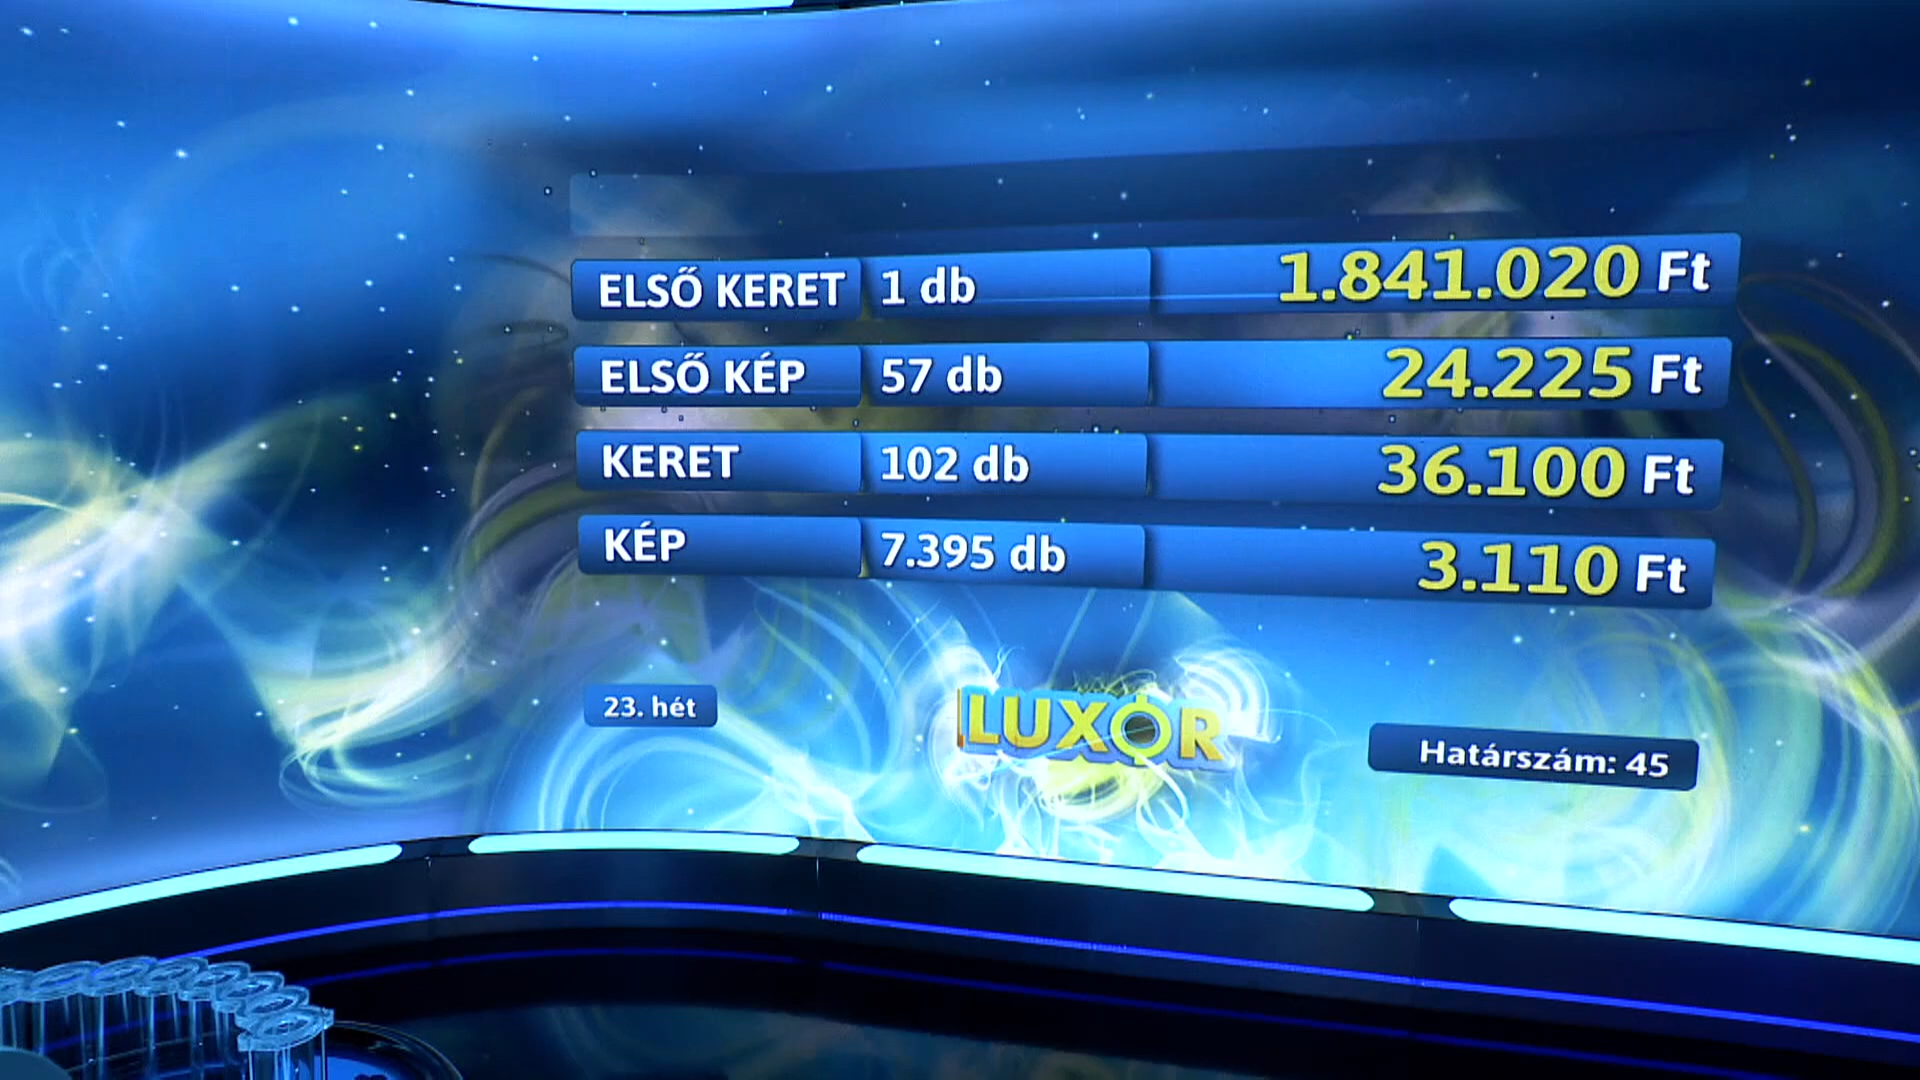 ELSŐ KERET 1 db 1.841.020 Ft
ELSŐ KÉP 57 db 24.225 Ft
KERET 102 db 36.100 Ft
KÉP 7.395 db 3.110 Ft
23. hét LUXOR Határszám: 45